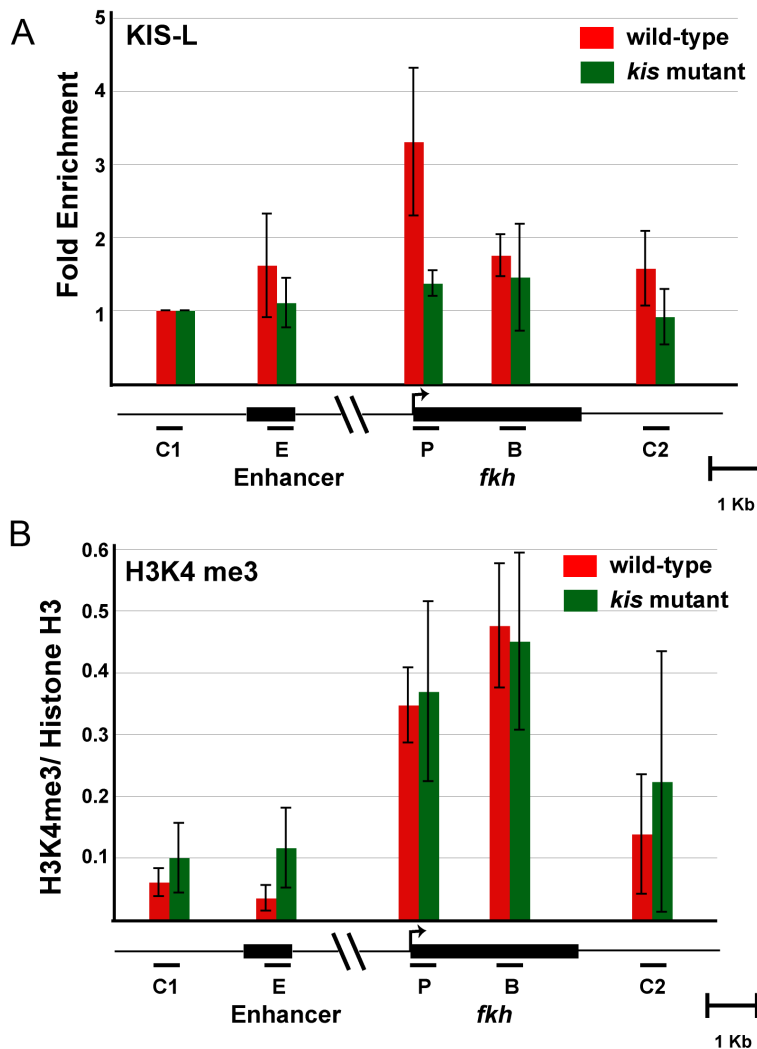 A
KIS-L
wild-type
kis mutant
Fold Enrichment
5
4
3
2
1
C1
E
P
B
C2
Enhancer
fkh
1 Kb
B
H3K4 me3
wild-type
kis mutant
H3K4me3/ Histone H3
0.6
0.5
0.4
0.3
0.2
0.1
C1
E
P
B
C2
Enhancer
fkh
1 Kb